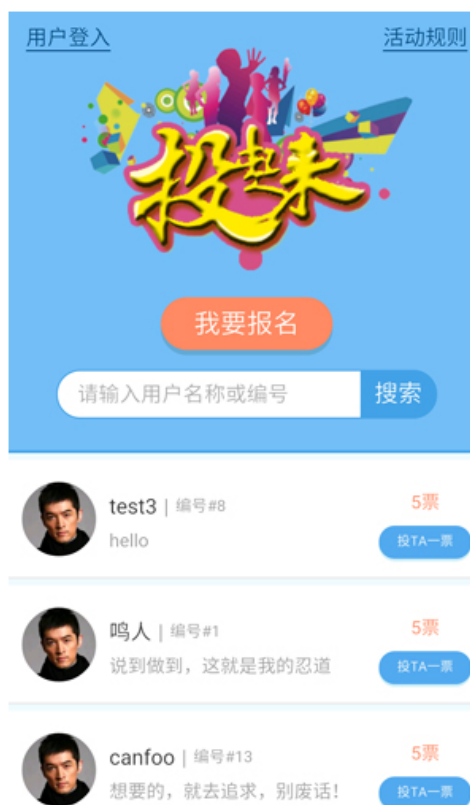 用户登入
活动规则
投起来
我要报名
请输入用户名称或编号
搜索
test3 | 编号#8
5票
hello
投TA一票
鸣人 | 编号#1
5票
说到做到，这就是我的忍道
投TA一票
canfoo | 编号#13
5票
想要的，就去追求，别废话！
投TA一票